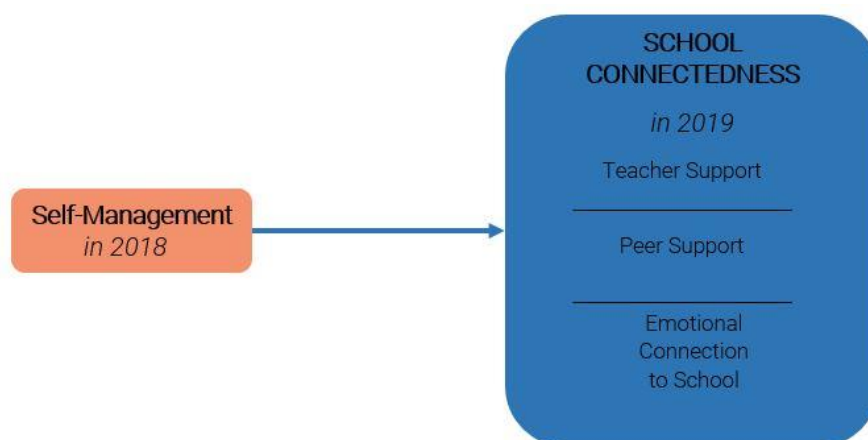 SCHOOL
CONNECTEDNESS
in 2019
Teacher Support
Self-Management
in 2018
Peer Support
Emotional
Connection
to School